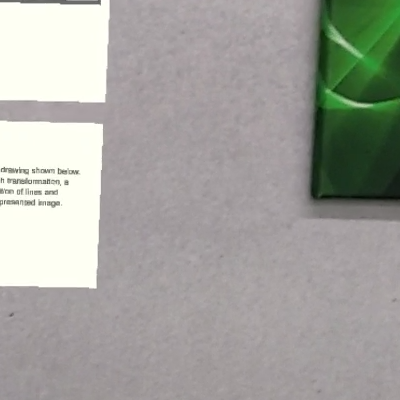 drawing shown below.
h transformation, a
tion of lines and
presented image.